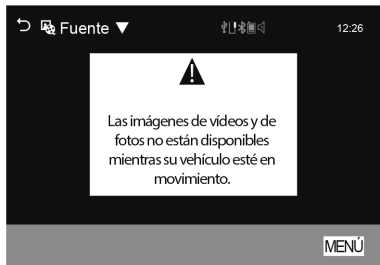 Fuente ▼ 12:26
Las imágenes de vídeos y de
fotos no están disponibles
mientras su vehículo esté en
movimiento.
MENÚ